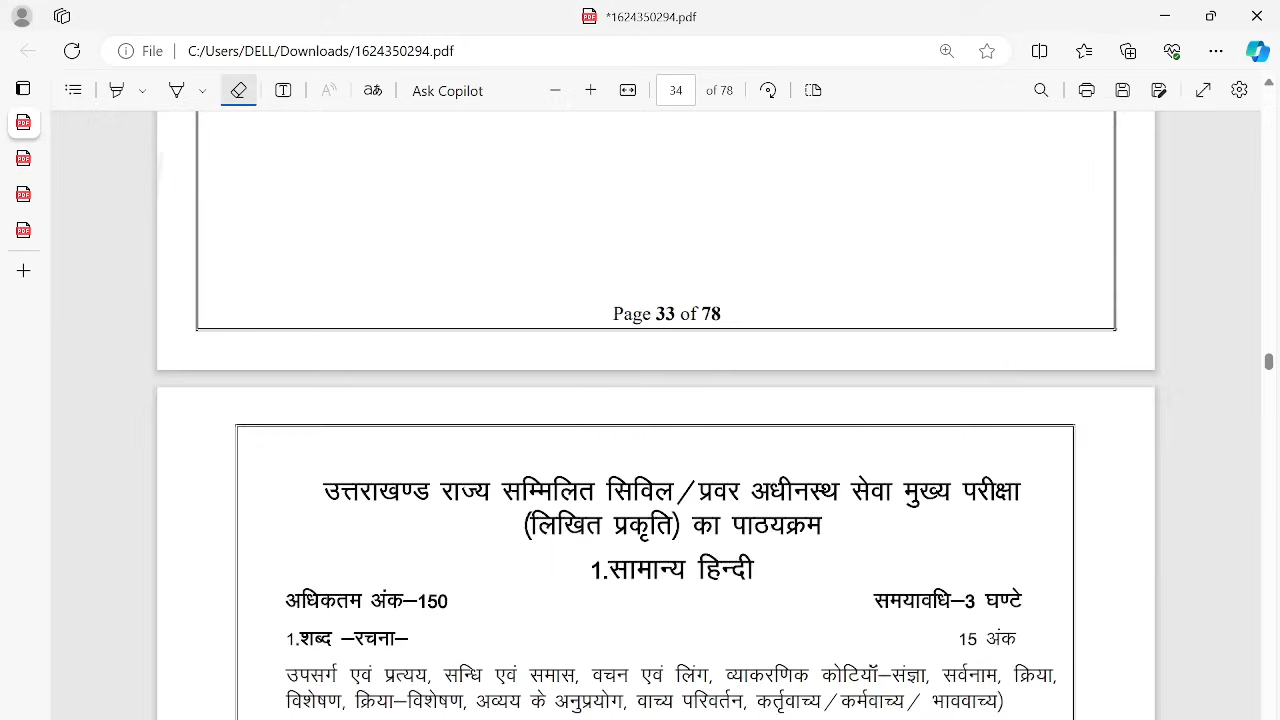 *1624350294.pdf
File C:/Users/DELL/Downloads/1624350294.pdf
aあ Ask Copilot 34 of 78
Page 33 of 78
उत्तराखण्ड राज्य सम्मिलित सिविल/प्रवर अधीनस्थ सेवा मुख्य परीक्षा
(लिखित प्रकृति) का पाठयक्रम
1.सामान्य हिन्दी
अधिकतम अंक–150 समयावधि–3 घण्टे
1.शब्द –रचना– 15 अंक
उपसर्ग एवं प्रत्यय, सन्धि एवं समास, वचन एवं लिंग, व्याकरणिक कोटियॉ–संज्ञा, सर्वनाम, क्रिया,
विशेषण, क्रिया–विशेषण, अव्यय के अनुप्रयोग, वाच्य परिवर्तन, कर्तृवाच्य/कर्मवाच्य/ भाववाच्य)